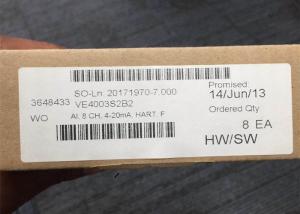 SO-Ln: 20171970-7.000
Promised:
14/Jun/13
3648433
VE4003S2B2
Ordered Qty
WO
AI, 8 CH, 4-20mA, HART, F
8 EA
HW/SW